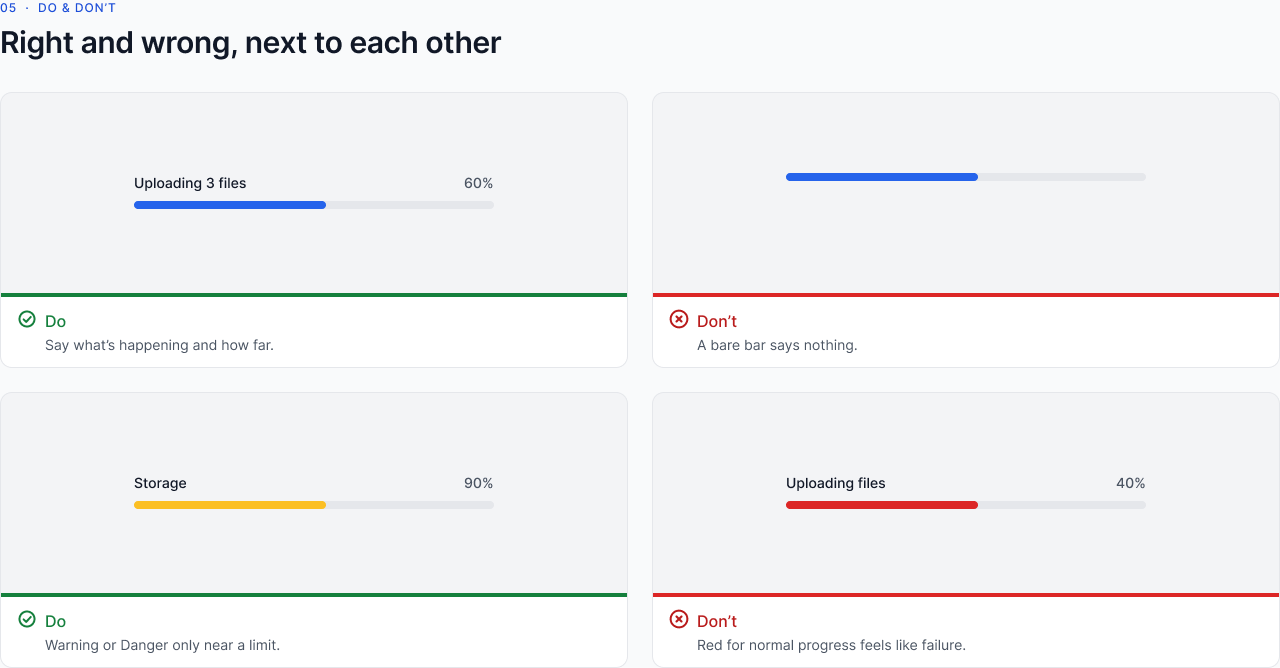 05 · DO & DON’T
Right and wrong, next to each other
Uploading 3 files 60%
Do
Say what’s happening and how far.
Don’t
A bare bar says nothing.
Storage 90%
Do
Warning or Danger only near a limit.
Uploading files 40%
Don’t
Red for normal progress feels like failure.